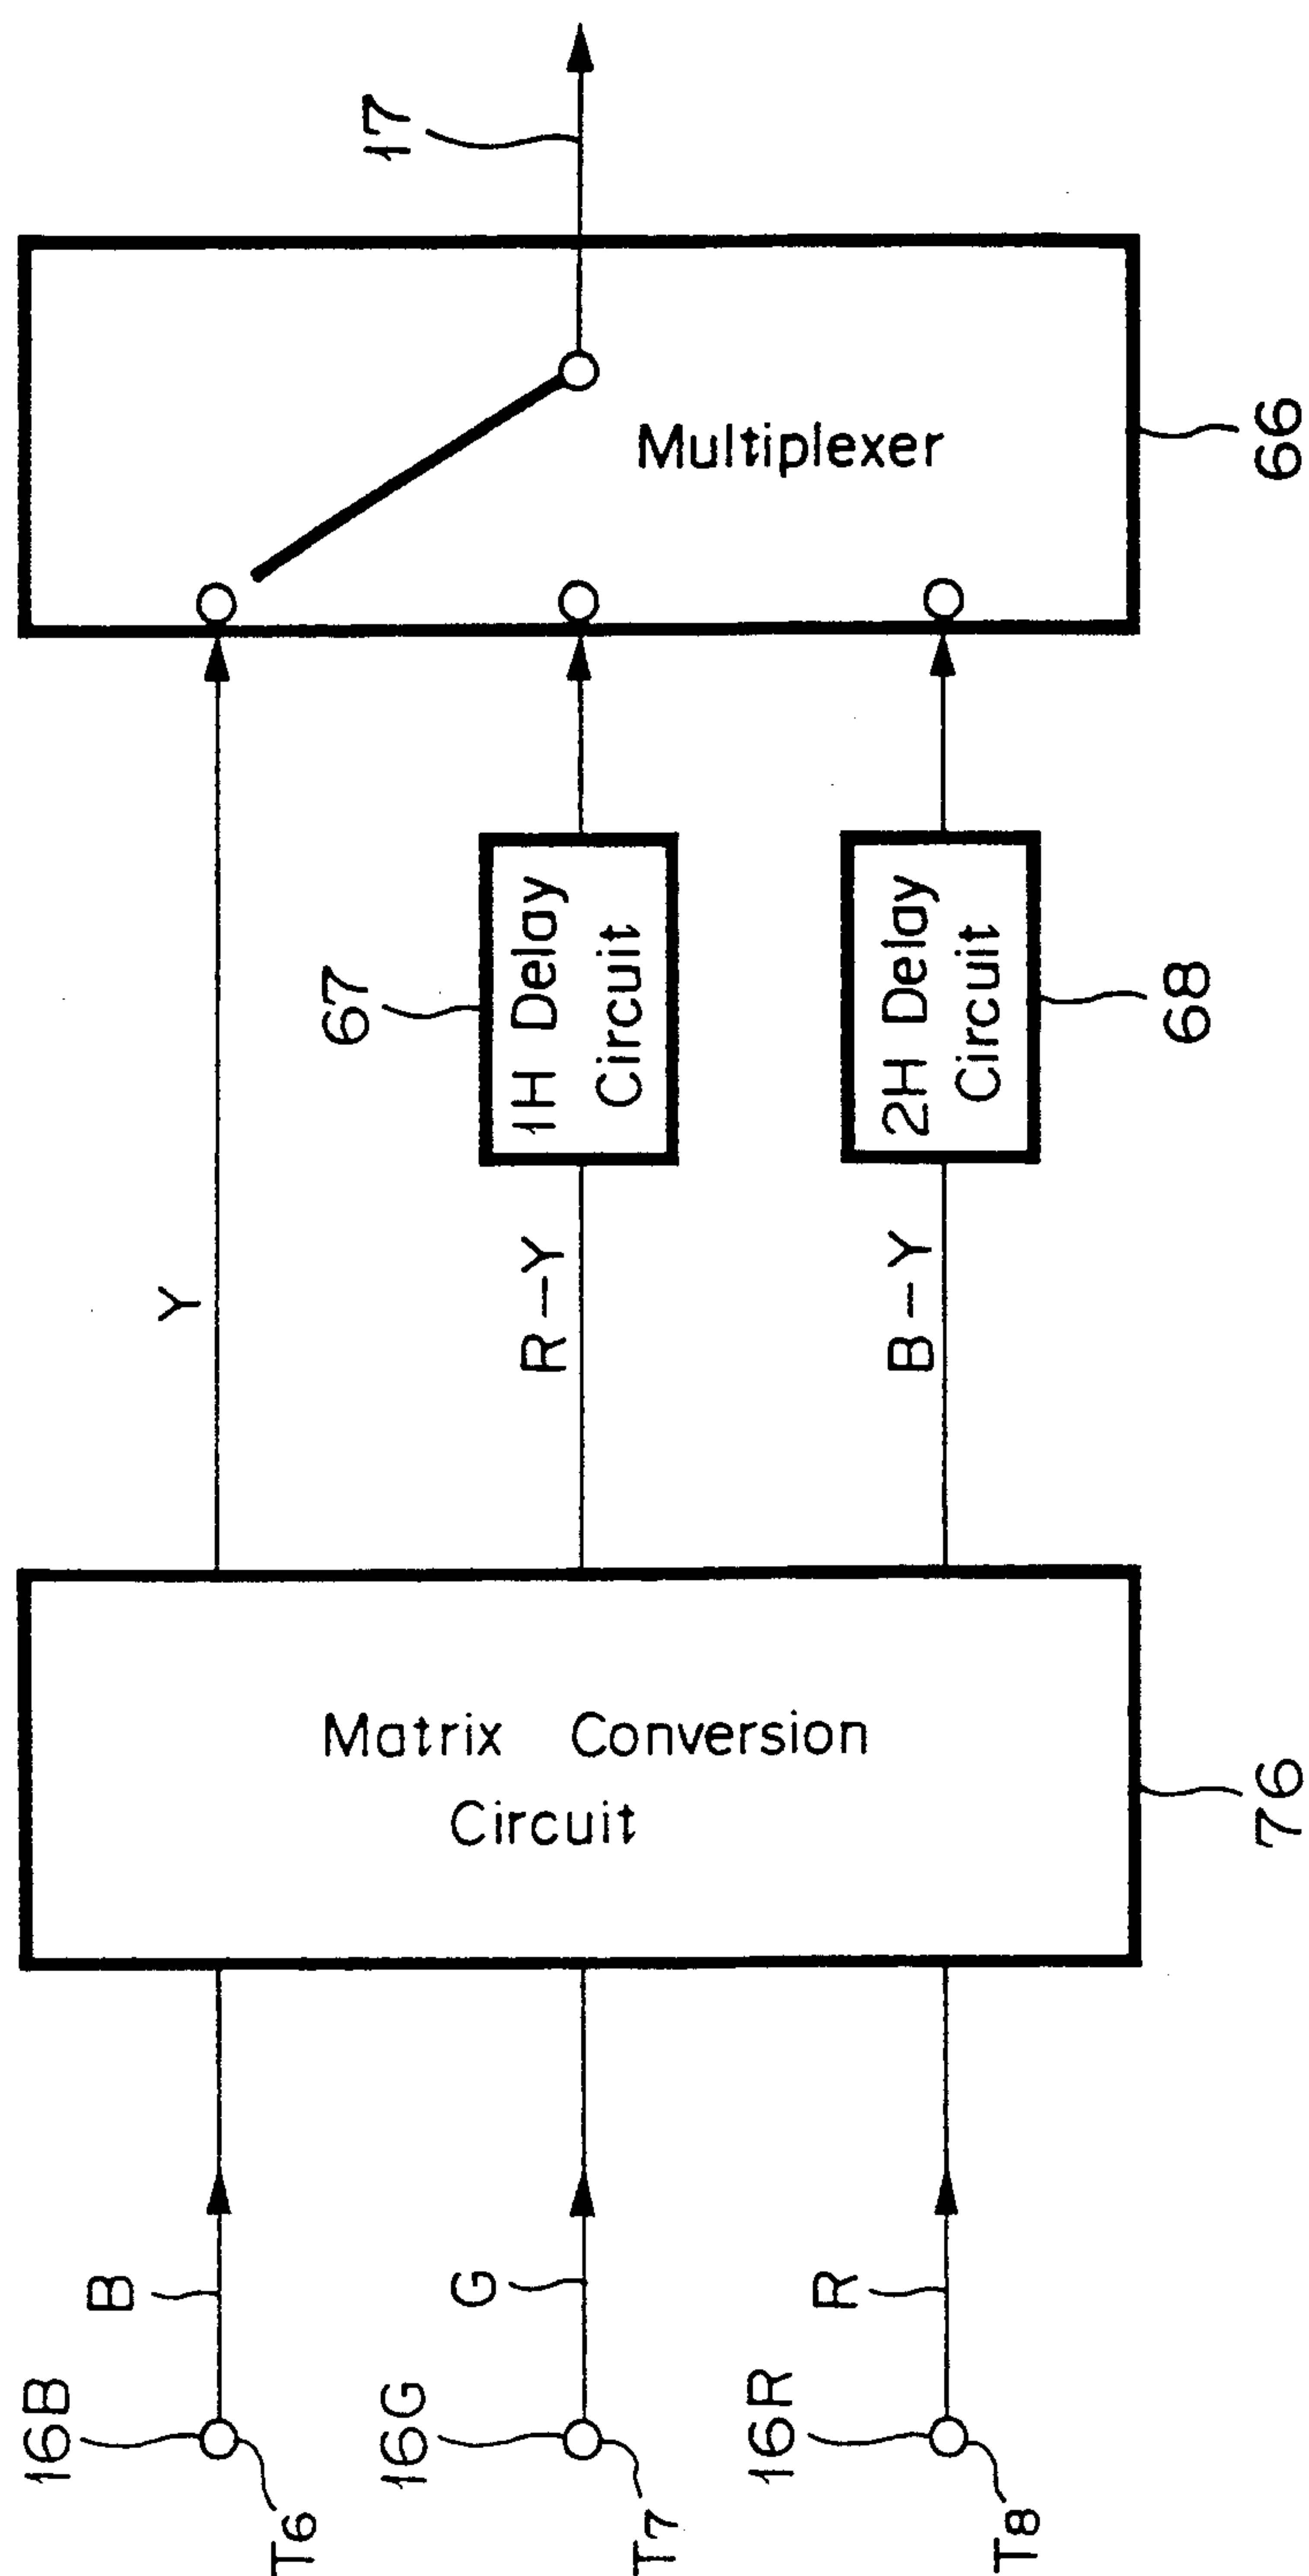 17
Multiplexer
66
67
1H Delay
Circuit
2H Delay
Circuit
68
Y
R-Y
B-Y
Matrix Conversion
Circuit
76
B
G
R
16B
16G
16R
T6
T7
T8